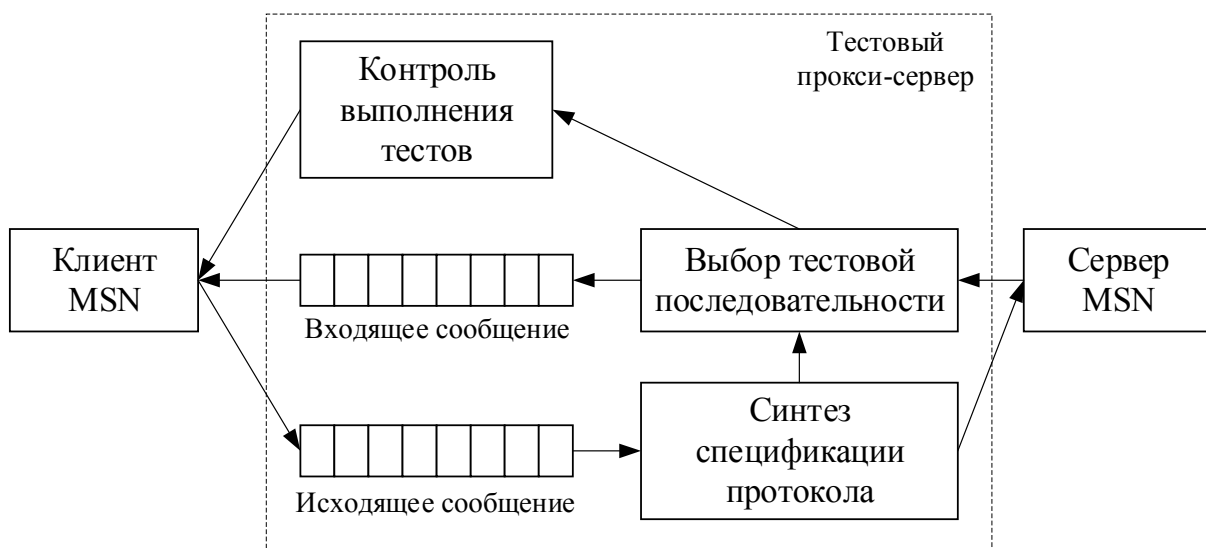 Тестовый
прокси-сервер
Контроль
выполнения
тестов
Клиент
MSN
Входящее сообщение
Выбор тестовой
последовательности
Сервер
MSN
Исходящее сообщение
Синтез
спецификации
протокола